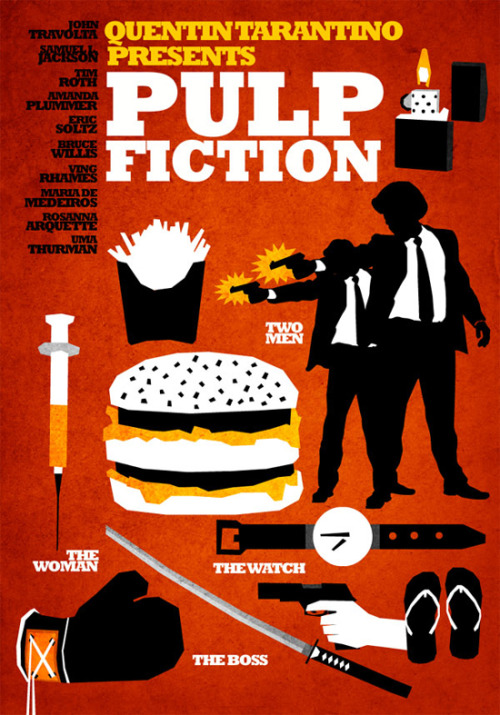 JOHN
TRAVOLTA
SAMUEL L.
JACKSON
TIM
ROTH
AMANDA
PLUMMER
ERIC
SOLTZ
BRUCE
WILLIS
VING
RHAMES
MARIA DE
MEDEIROS
ROSANNA
ARQUETTE
UMA
THURMAN
QUENTIN TARANTINO
PRESENTS
PULP
FICTION
TWO
MEN
THE
WOMAN
THE WATCH
THE BOSS